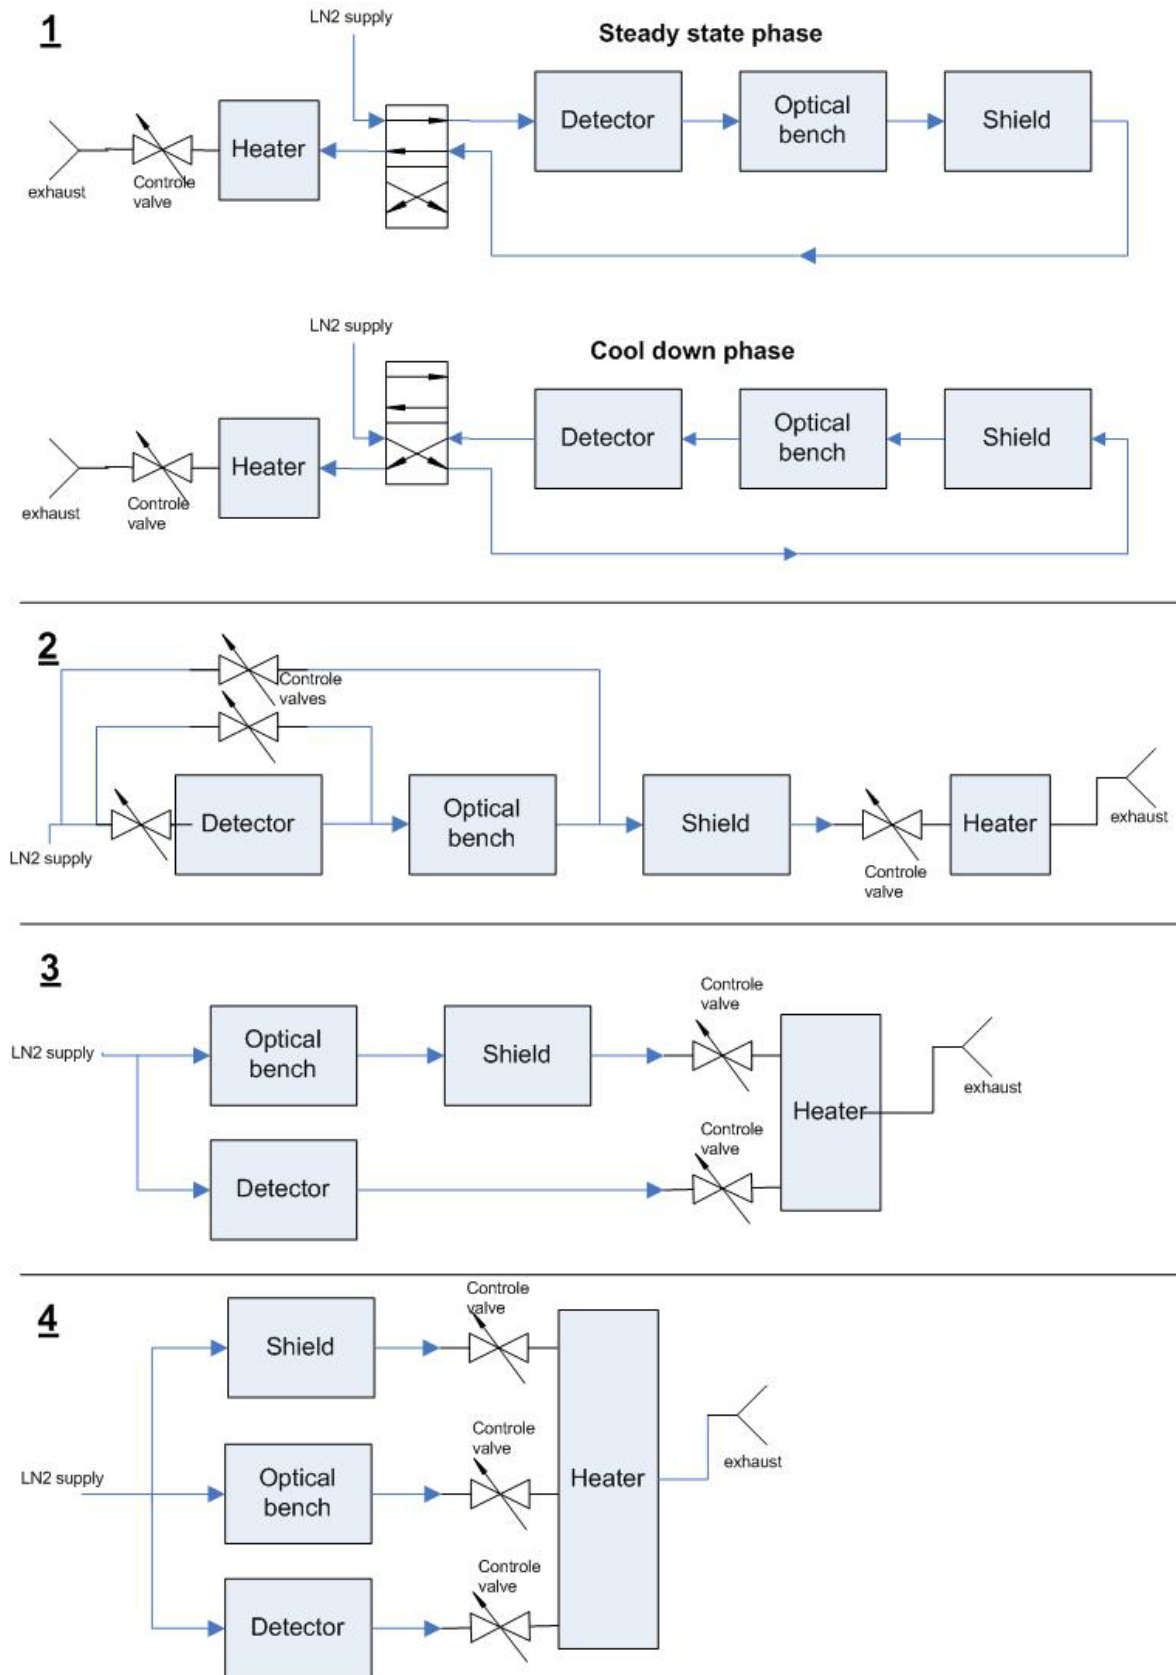 1
LN2 supply
Steady state phase
Detector
Optical
bench
Shield
Heater
Controle
valve
exhaust
LN2 supply
Cool down phase
Detector
Optical
bench
Shield
Heater
Controle
valve
exhaust
2
Controle
valves
Detector
Optical
bench
Shield
Heater
exhaust
LN2 supply
Controle
valve
3
Controle
valve
LN2 supply
Optical
bench
Shield
exhaust
Heater
Controle
valve
Detector
4
Controle
valve
Shield
Controle
valve
LN2 supply
Optical
bench
Heater
exhaust
Controle
valve
Detector